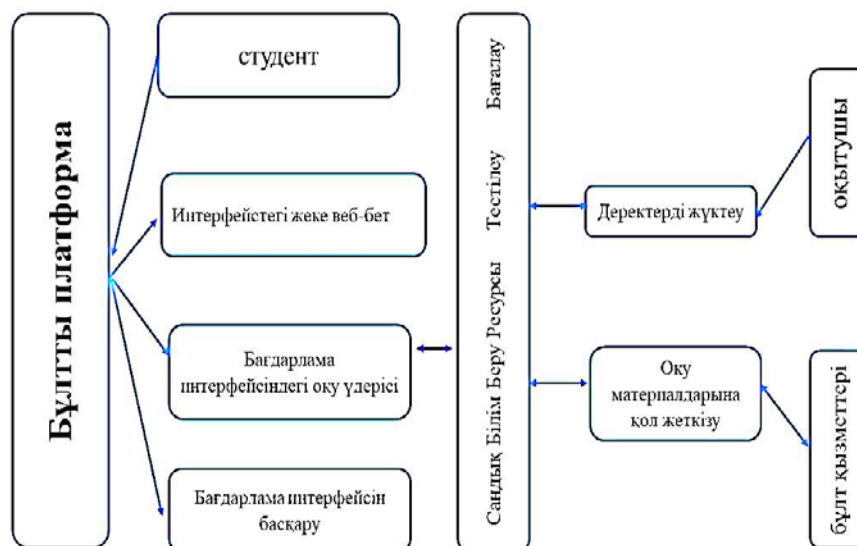 Бұлтты платформа
студент
Интерфейстегі жеке веб-бет
Бағдарлама
интерфейсіндегі оқу үдерісі
Бағдарлама интерфейсін
басқару
Сандық Білім Беру Ресурсы Тестілеу Бағалау
Деректерді жүктеу
Оқу
матерпалдарына
қол жеткізу
оқытушы
бұлт қызметтері